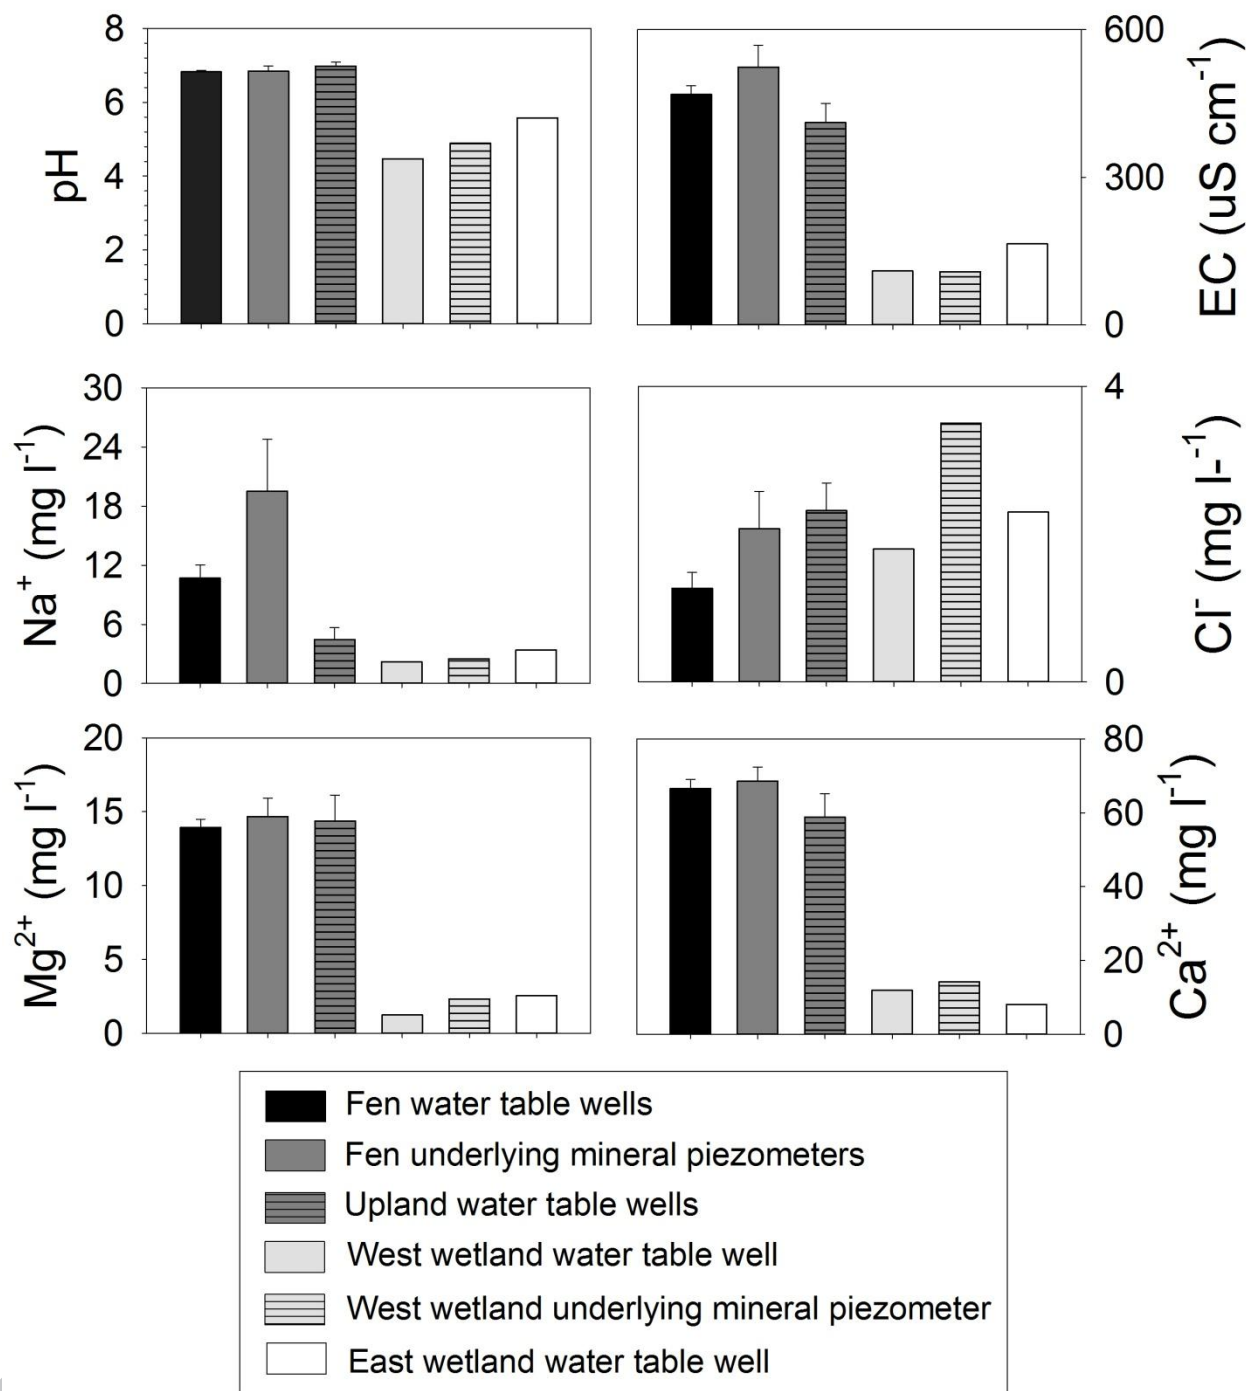 8
6
4
2
0
pH
600
300
0
EC (uS cm⁻¹)
30
24
18
12
6
0
Na⁺ (mg l⁻¹)
4
0
Cl⁻ (mg l-⁻¹)
20
15
10
5
0
Mg²⁺ (mg l⁻¹)
80
60
40
20
0
Ca²⁺ (mg l⁻¹)
Fen water table wells
Fen underlying mineral piezometers
Upland water table wells
West wetland water table well
West wetland underlying mineral piezometer
East wetland water table well